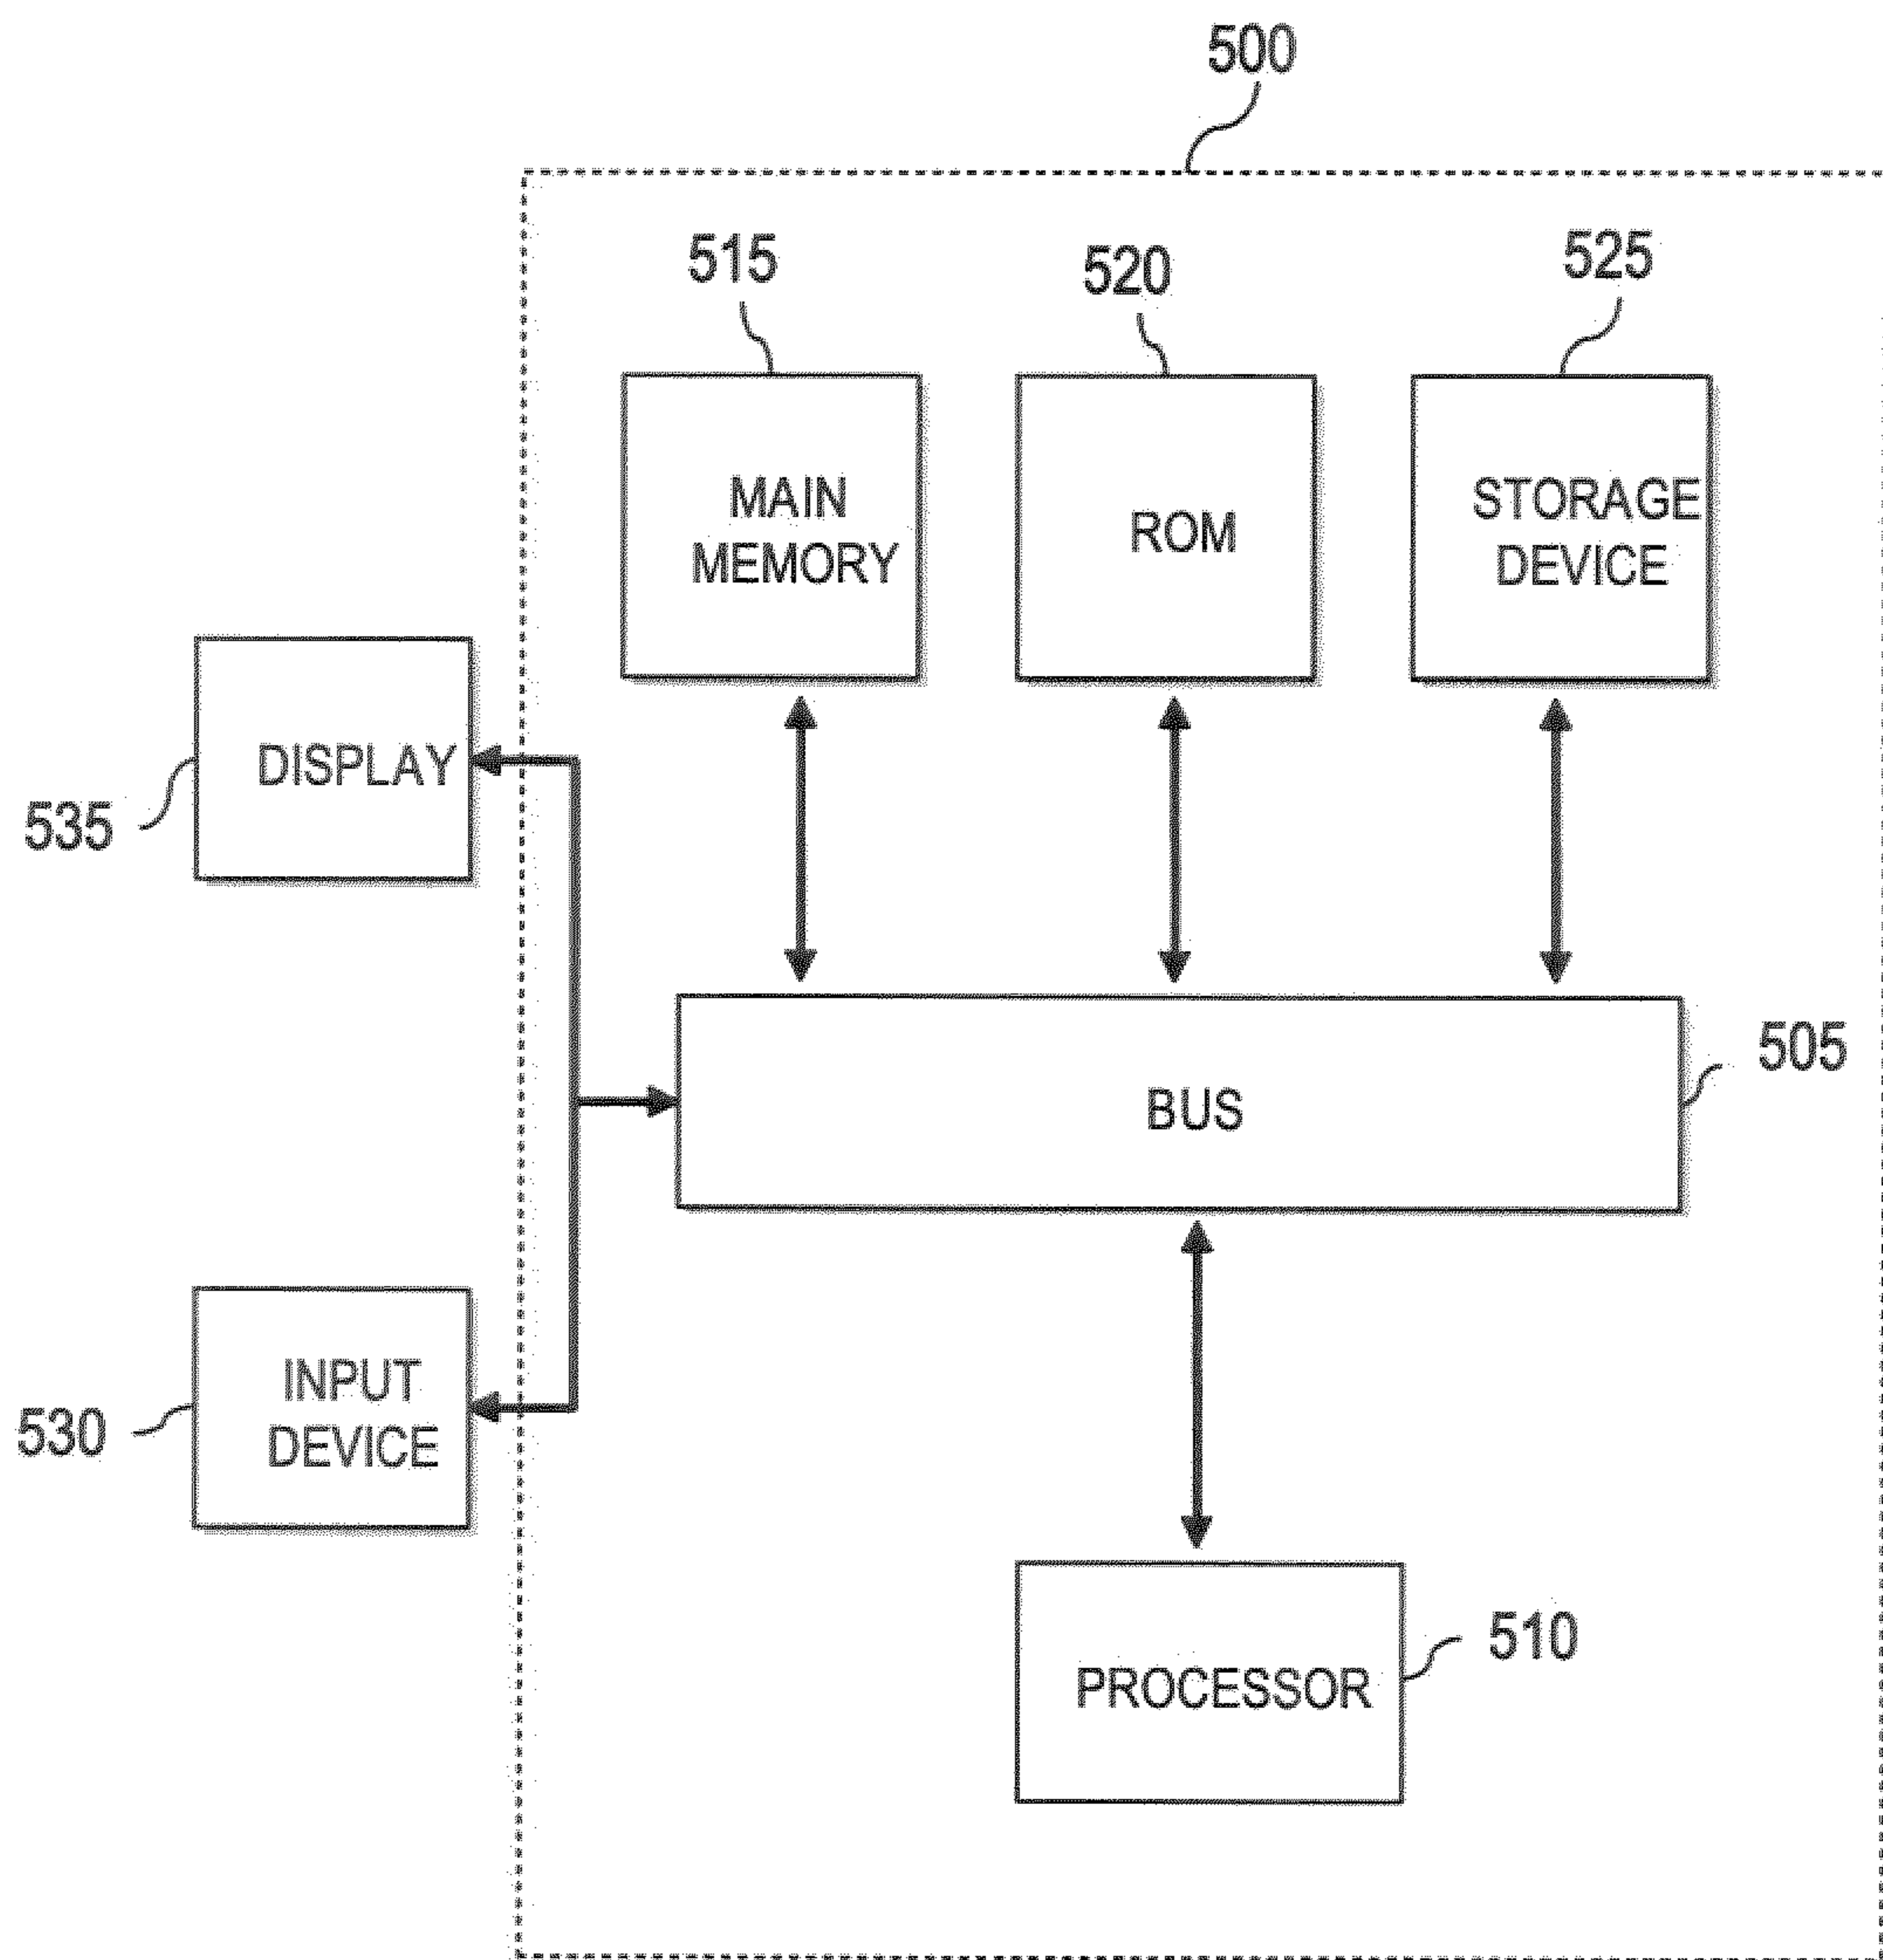 500
515
520
525
MAIN
MEMORY
ROM
STORAGE
DEVICE
DISPLAY
535
505
BUS
INPUT
DEVICE
530
510
PROCESSOR